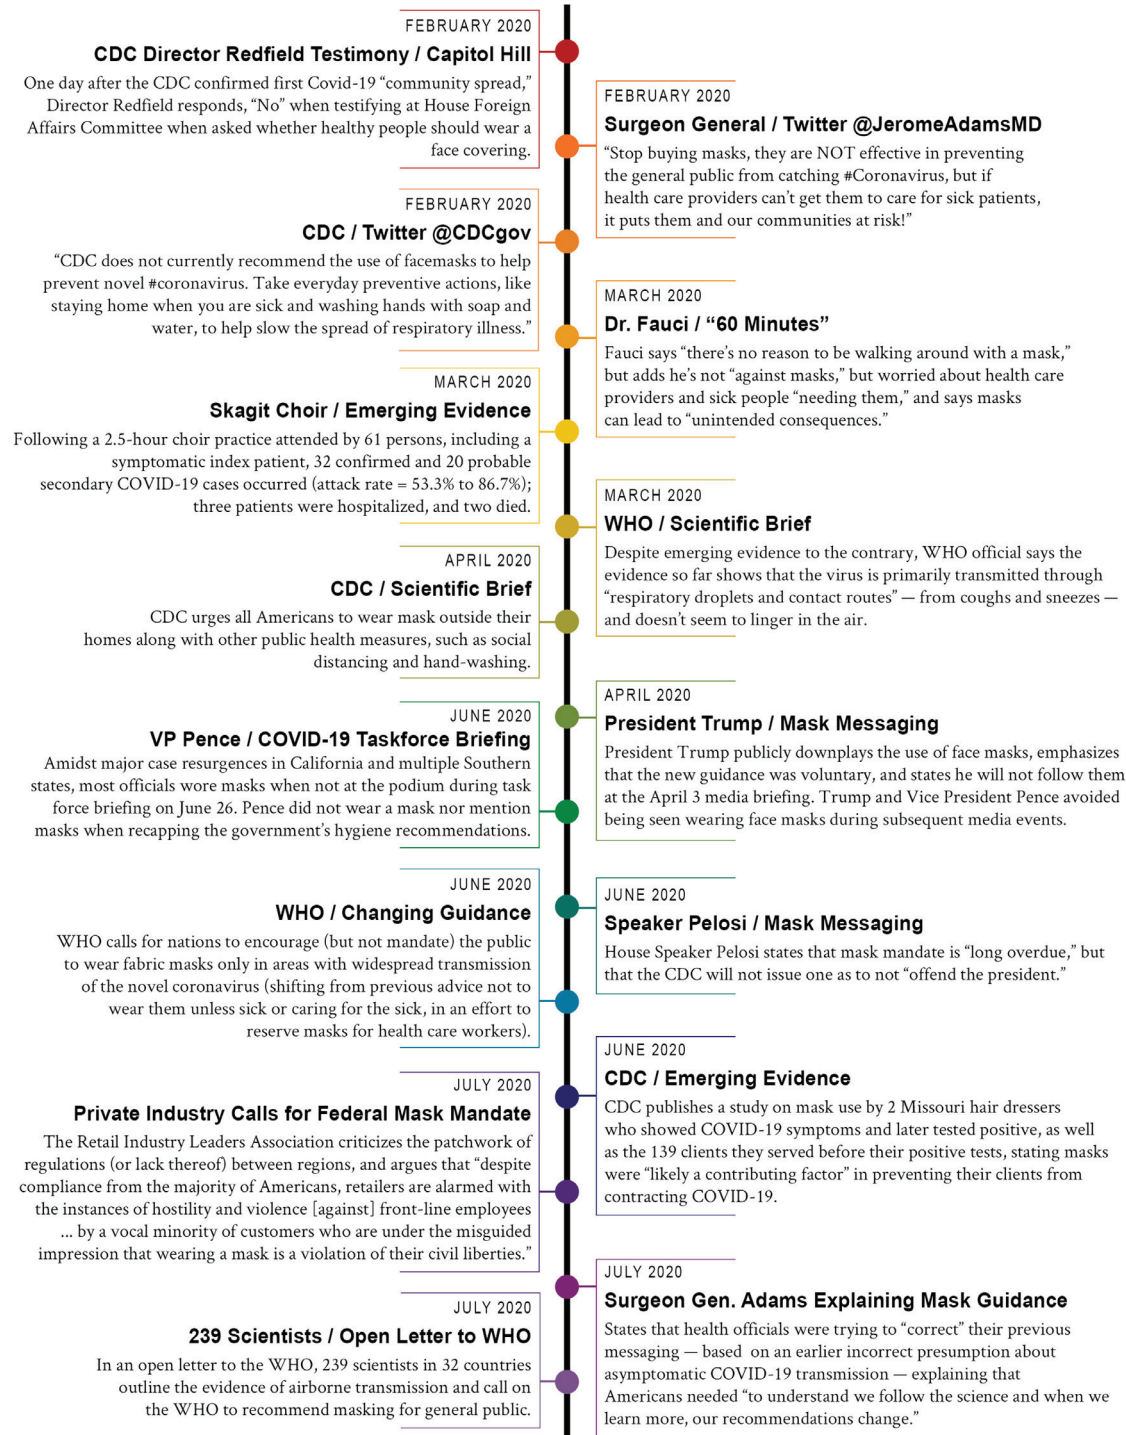 FEBRUARY 2020
CDC Director Redfield Testimony / Capitol Hill
One day after the CDC confirmed first Covid-19 “community spread,”
Director Redfield responds, “No” when testifying at House Foreign
Affairs Committee when asked whether healthy people should wear a
face covering.
FEBRUARY 2020
Surgeon General / Twitter @JeromeAdamsMD
“Stop buying masks, they are NOT effective in preventing
the general public from catching #Coronavirus, but if
health care providers can’t get them to care for sick patients,
it puts them and our communities at risk!”
FEBRUARY 2020
CDC / Twitter @CDCgov
“CDC does not currently recommend the use of facemasks to help
prevent novel #coronavirus. Take everyday preventive actions, like
staying home when you are sick and washing hands with soap and
water, to help slow the spread of respiratory illness.”
MARCH 2020
Dr. Fauci / “60 Minutes”
Fauci says “there’s no reason to be walking around with a mask,”
but adds he’s not “against masks,” but worried about health care
providers and sick people “needing them,” and says masks
can lead to “unintended consequences.”
MARCH 2020
Skagit Choir / Emerging Evidence
Following a 2.5-hour choir practice attended by 61 persons, including a
symptomatic index patient, 32 confirmed and 20 probable
secondary COVID-19 cases occurred (attack rate = 53.3% to 86.7%);
three patients were hospitalized, and two died.
MARCH 2020
WHO / Scientific Brief
Despite emerging evidence to the contrary, WHO official says the
evidence so far shows that the virus is primarily transmitted through
“respiratory droplets and contact routes” — from coughs and sneezes —
and doesn’t seem to linger in the air.
APRIL 2020
CDC / Scientific Brief
CDC urges all Americans to wear mask outside their
homes along with other public health measures, such as social
distancing and hand-washing.
APRIL 2020
President Trump / Mask Messaging
President Trump publicly downplays the use of face masks, emphasizes
that the new guidance was voluntary, and states he will not follow them
at the April 3 media briefing. Trump and Vice President Pence avoided
being seen wearing face masks during subsequent media events.
JUNE 2020
VP Pence / COVID-19 Taskforce Briefing
Amidst major case resurgences in California and multiple Southern
states, most officials wore masks when not at the podium during task
force briefing on June 26. Pence did not wear a mask nor mention
masks when recapping the government’s hygiene recommendations.
JUNE 2020
Speaker Pelosi / Mask Messaging
House Speaker Pelosi states that mask mandate is “long overdue,” but
that the CDC will not issue one as to not “offend the president.”
JUNE 2020
WHO / Changing Guidance
WHO calls for nations to encourage (but not mandate) the public
to wear fabric masks only in areas with widespread transmission
of the novel coronavirus (shifting from previous advice not to
wear them unless sick or caring for the sick, in an effort to
reserve masks for health care workers).
JUNE 2020
CDC / Emerging Evidence
CDC publishes a study on mask use by 2 Missouri hair dressers
who showed COVID-19 symptoms and later tested positive, as well
as the 139 clients they served before their positive tests, stating masks
were “likely a contributing factor” in preventing their clients from
contracting COVID-19.
JULY 2020
Private Industry Calls for Federal Mask Mandate
The Retail Industry Leaders Association criticizes the patchwork of
regulations (or lack thereof) between regions, and argues that “despite
compliance from the majority of Americans, retailers are alarmed with
the instances of hostility and violence [against] front-line employees
... by a vocal minority of customers who are under the misguided
impression that wearing a mask is a violation of their civil liberties.”
JULY 2020
Surgeon Gen. Adams Explaining Mask Guidance
States that health officials were trying to “correct” their previous
messaging — based on an earlier incorrect presumption about
asymptomatic COVID-19 transmission — explaining that
Americans needed “to understand we follow the science and when we
learn more, our recommendations change.”
JULY 2020
239 Scientists / Open Letter to WHO
In an open letter to the WHO, 239 scientists in 32 countries
outline the evidence of airborne transmission and call on
the WHO to recommend masking for general public.